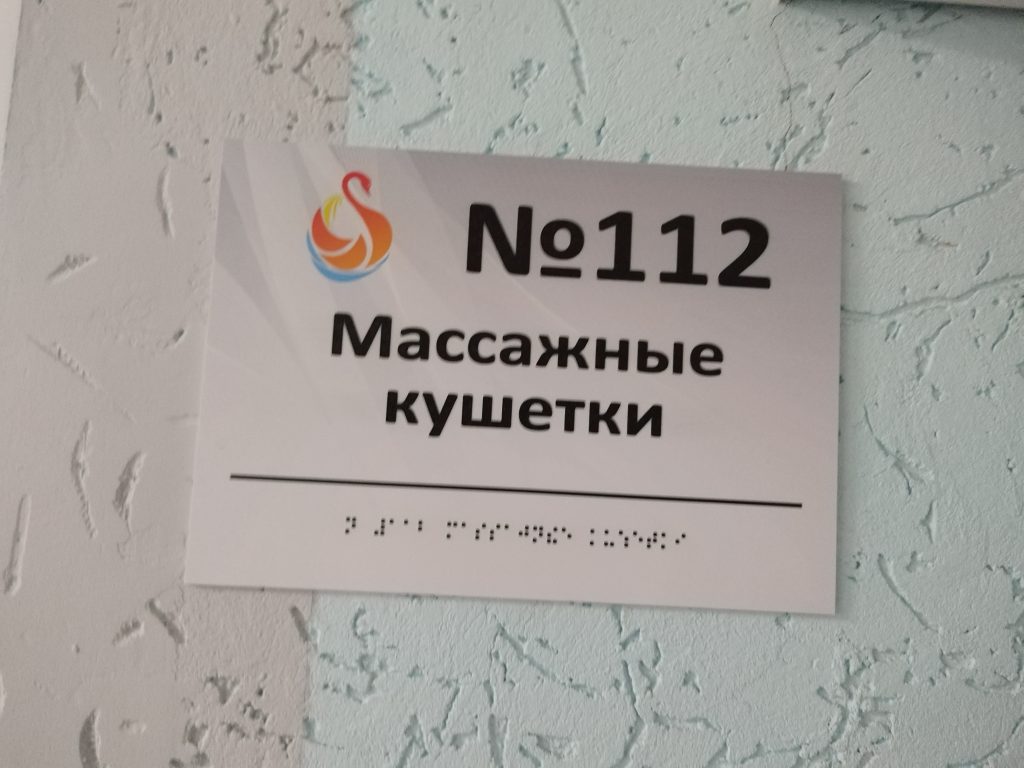 №112
Массажные
кушетки